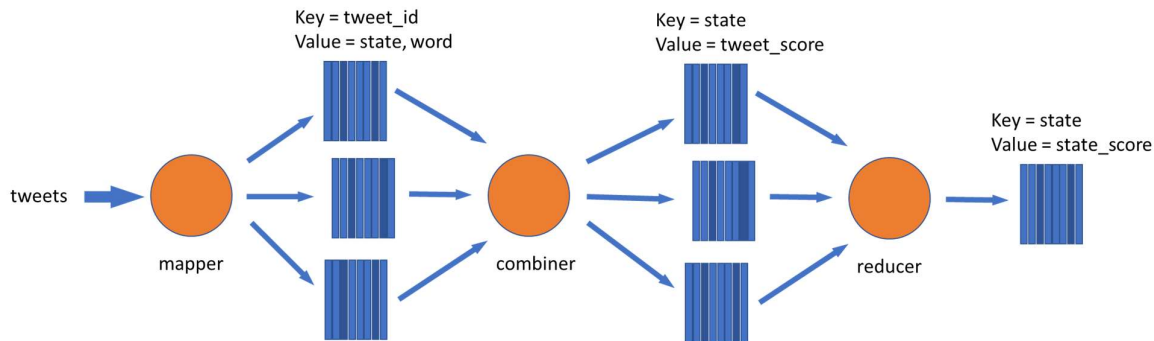 Key = tweet_id
Value = state, word
Key = state
Value = tweet_score
Key = state
Value = state_score
tweets
mapper
combiner
reducer